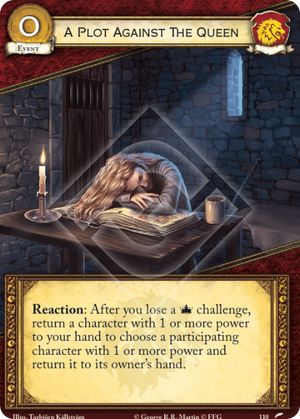 A Plot Against The Queen
0
Event
Reaction: After you lose a challenge,
return a character with 1 or more power
to your hand to choose a participating
character with 1 or more power and
return it to its owner's hand.
Illus. Torbjörn Källström
© George R.R. Martin © FFG